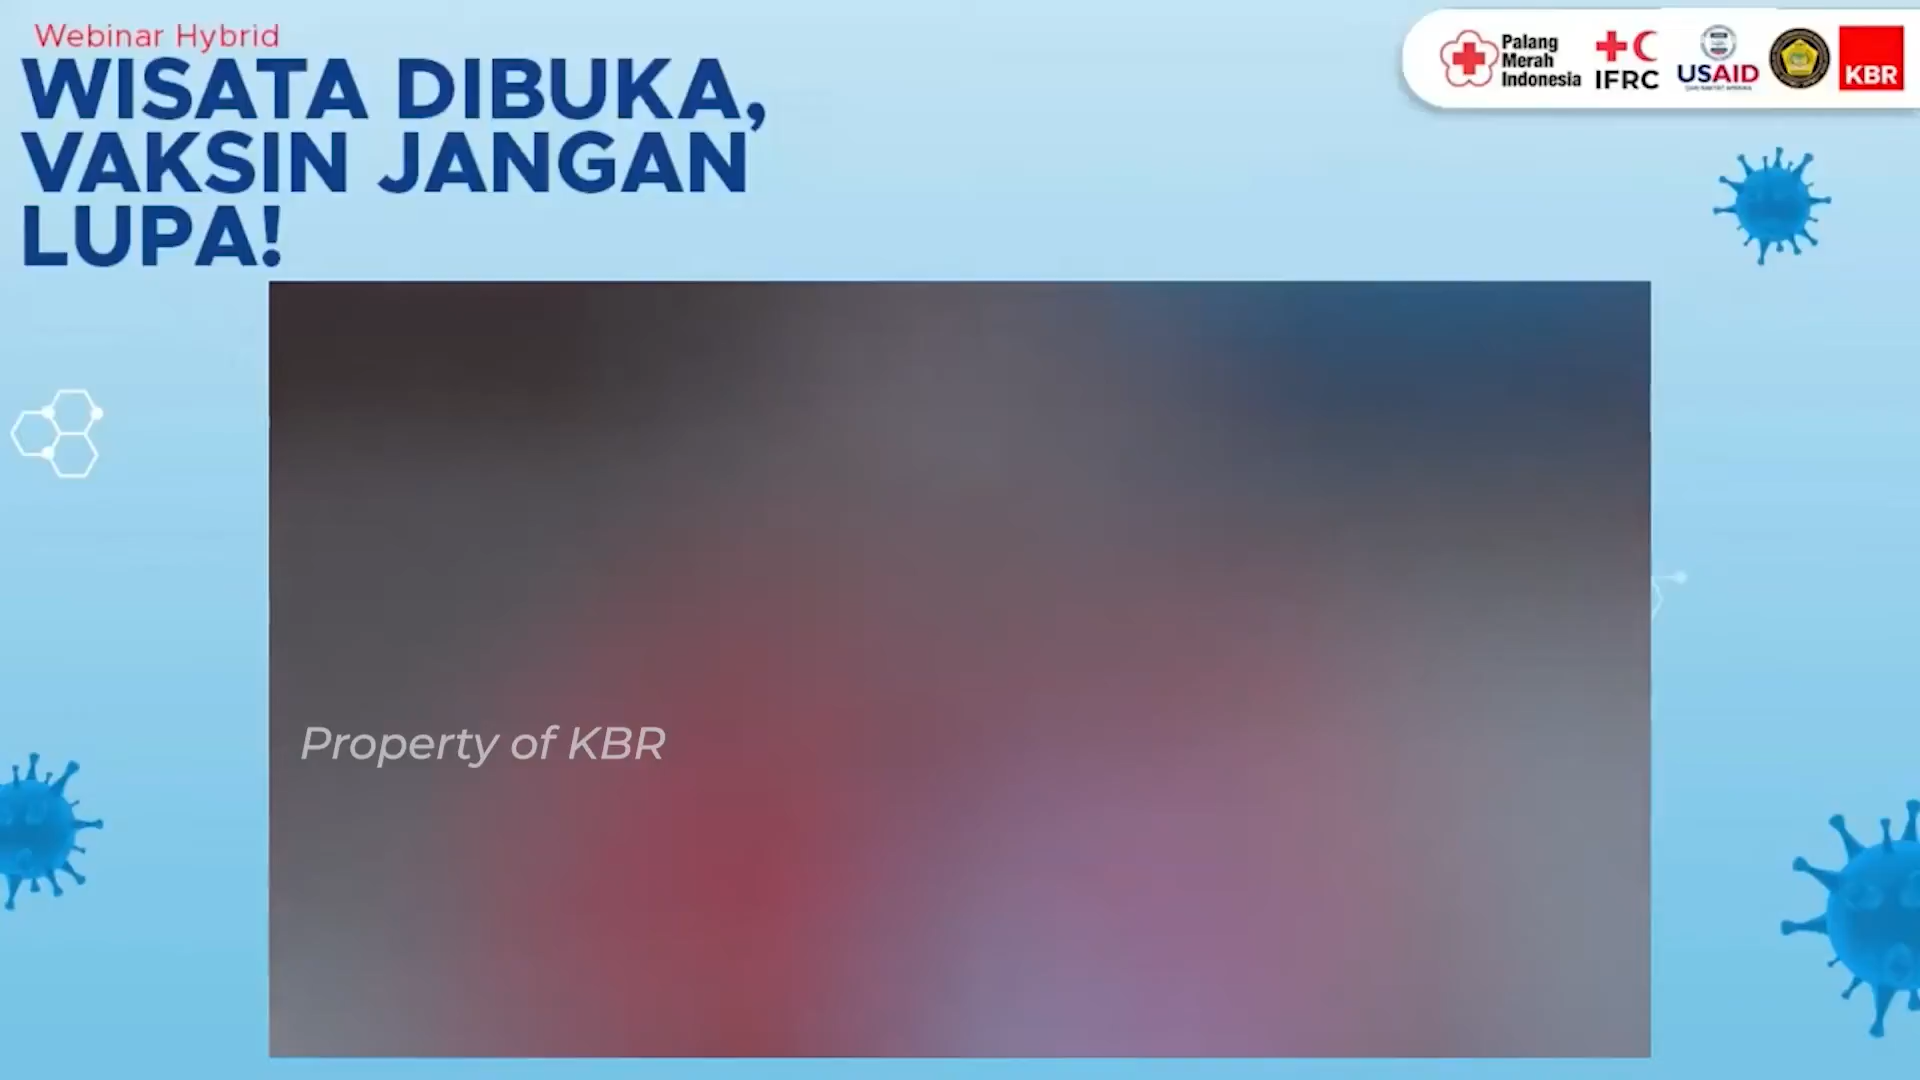 Webinar Hybrid
WISATA DIBUKA,
VAKSIN JANGAN
LUPA!
Palang
Merah
Indonesia
IFRC
USAID
KBR
Property of KBR